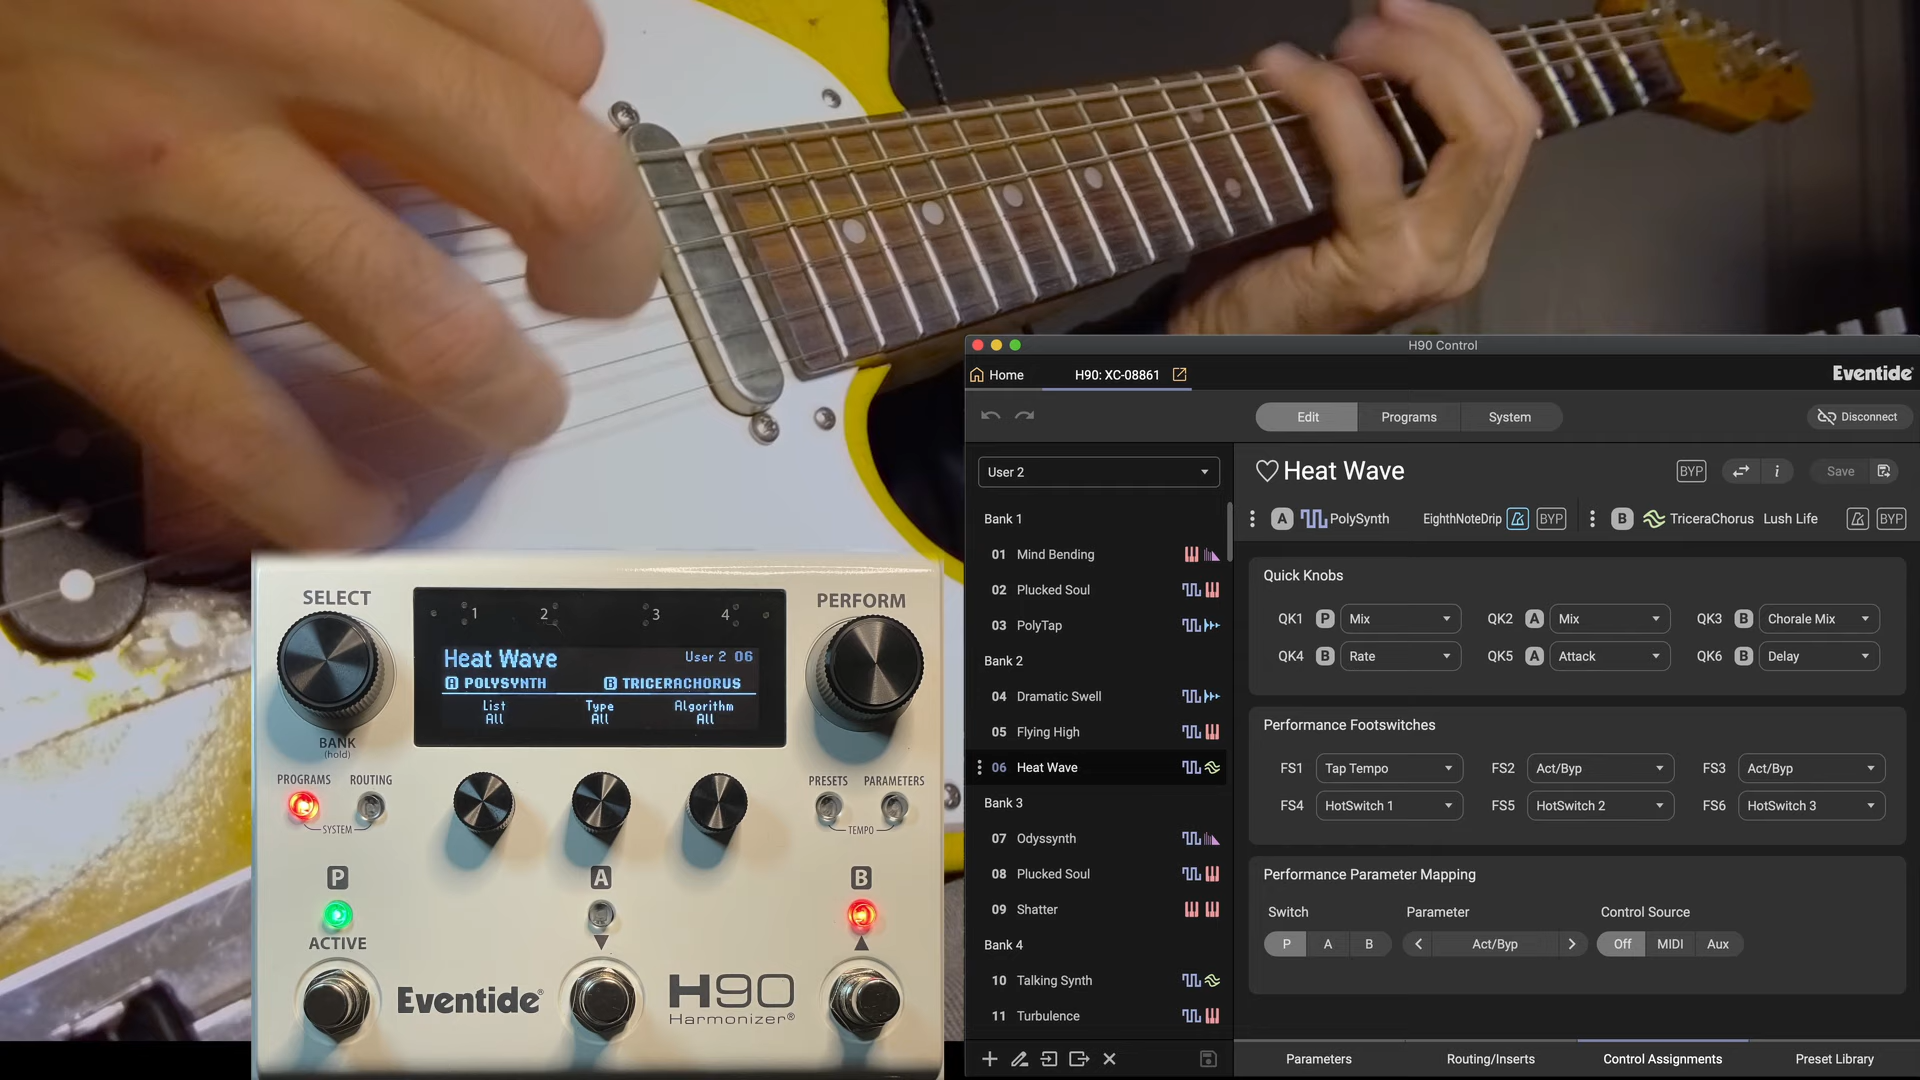 SELECT
PERFORM
1 2 3 4
Heat Wave User 2 06
A POLYSYNTH B TRICERACHORUS
List Type Algorithm
All All All
BANK
(hold)
PROGRAMS ROUTING
SYSTEM
PRESETS PARAMETERS
TEMPO
P A B
ACTIVE
Eventide®
H90
Harmonizer®
H90 Control
Home H90: XC-08861 Eventide®
Edit Programs System Disconnect
User 2
Bank 1
01 Mind Bending
02 Plucked Soul
03 PolyTap
Bank 2
04 Dramatic Swell
05 Flying High
06 Heat Wave
Bank 3
07 Odyssynth
08 Plucked Soul
09 Shatter
Bank 4
10 Talking Synth
11 Turbulence
Heat Wave BYP i Save
A PolySynth EighthNoteDrip BYP B TriceraChorus Lush Life BYP
Quick Knobs
QK1 P Mix QK2 A Mix QK3 B Chorale Mix
QK4 B Rate QK5 A Attack QK6 B Delay
Performance Footswitches
FS1 Tap Tempo FS2 Act/Byp FS3 Act/Byp
FS4 HotSwitch 1 FS5 HotSwitch 2 FS6 HotSwitch 3
Performance Parameter Mapping
Switch Parameter Control Source
P A B Act/Byp Off MIDI Aux
Parameters Routing/Inserts Control Assignments Preset Library